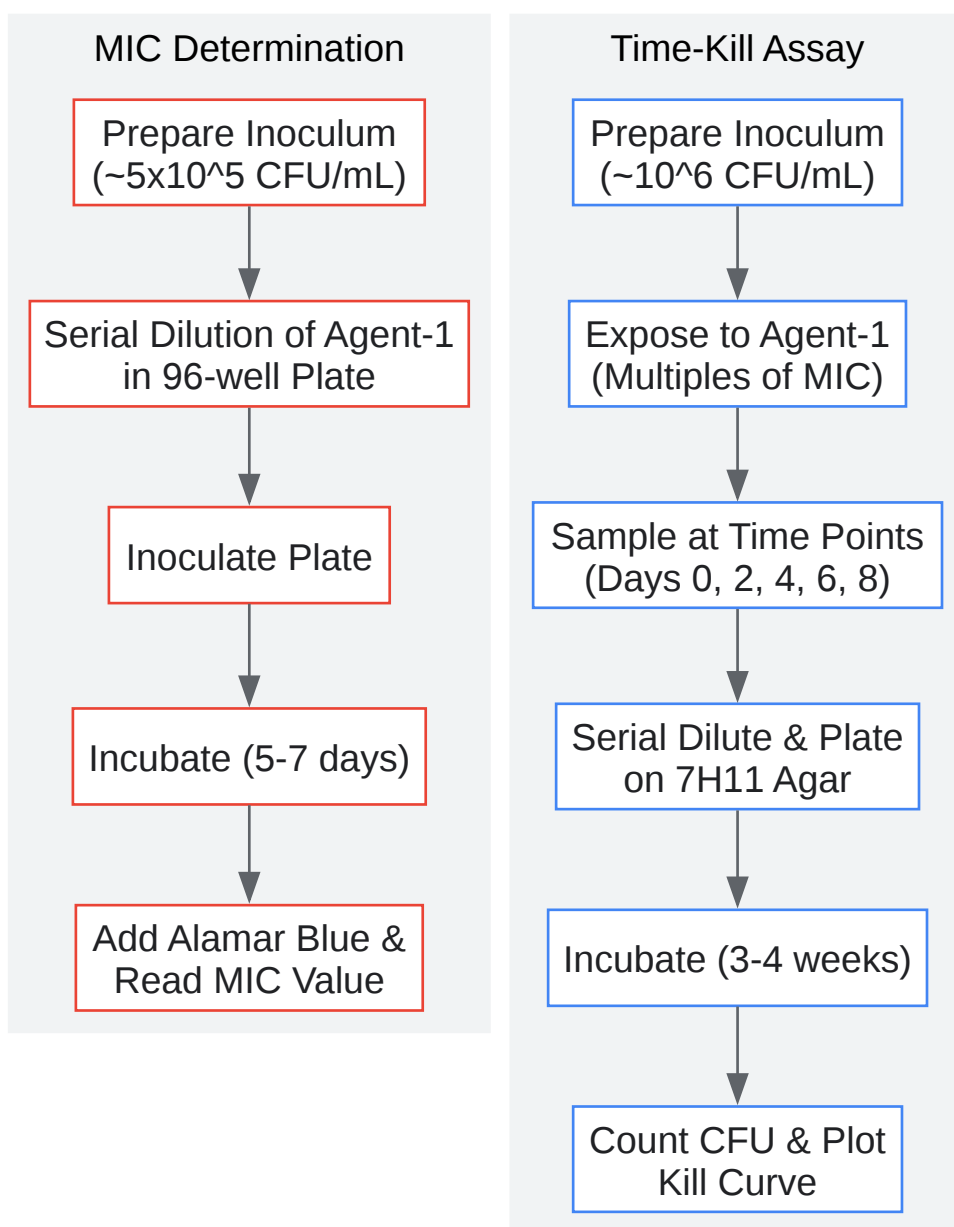 MIC Determination
Prepare Inoculum
(~5x10^5 CFU/mL)
Serial Dilution of Agent-1
in 96-well Plate
Inoculate Plate
Incubate (5-7 days)
Add Alamar Blue &
Read MIC Value
Time-Kill Assay
Prepare Inoculum
(~10^6 CFU/mL)
Expose to Agent-1
(Multiples of MIC)
Sample at Time Points
(Days 0, 2, 4, 6, 8)
Serial Dilute & Plate
on 7H11 Agar
Incubate (3-4 weeks)
Count CFU & Plot
Kill Curve